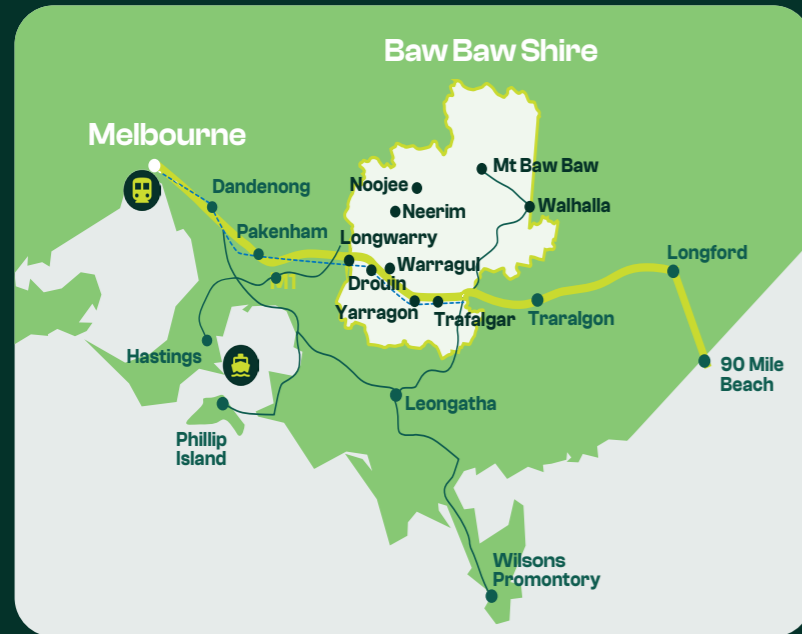 Baw Baw Shire
Melbourne
Mt Baw Baw
Dandenong
Noojee
Neerim
Walhalla
Pakenham
Longwarry
Longford
Warragul
Drouin
Yarragon
Trafalgar
Traralgon
Hastings
90 Mile
Beach
Leongatha
Phillip
Island
Wilsons
Promontory